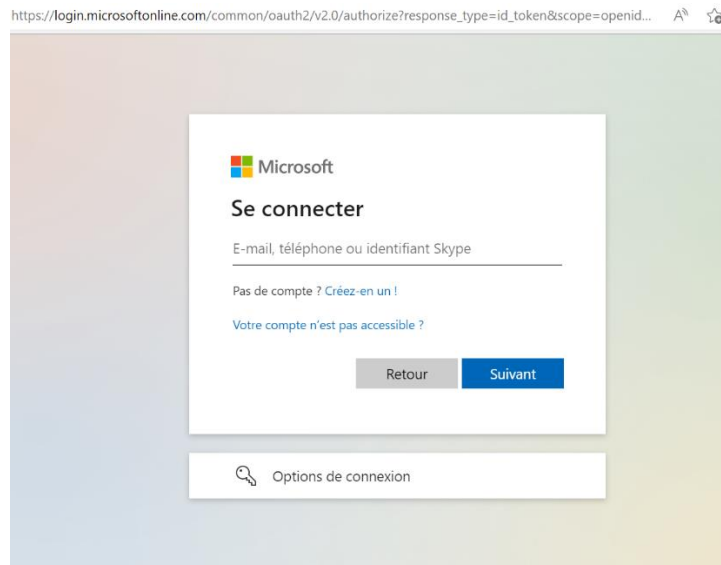 https://login.microsoftonline.com/common/oauth2/v2.0/authorize?response_type=id_token&scope=openid...
Microsoft
Se connecter
E-mail, téléphone ou identifiant Skype
Pas de compte ? Créez-en un !
Votre compte n'est pas accessible ?
Retour Suivant
Options de connexion